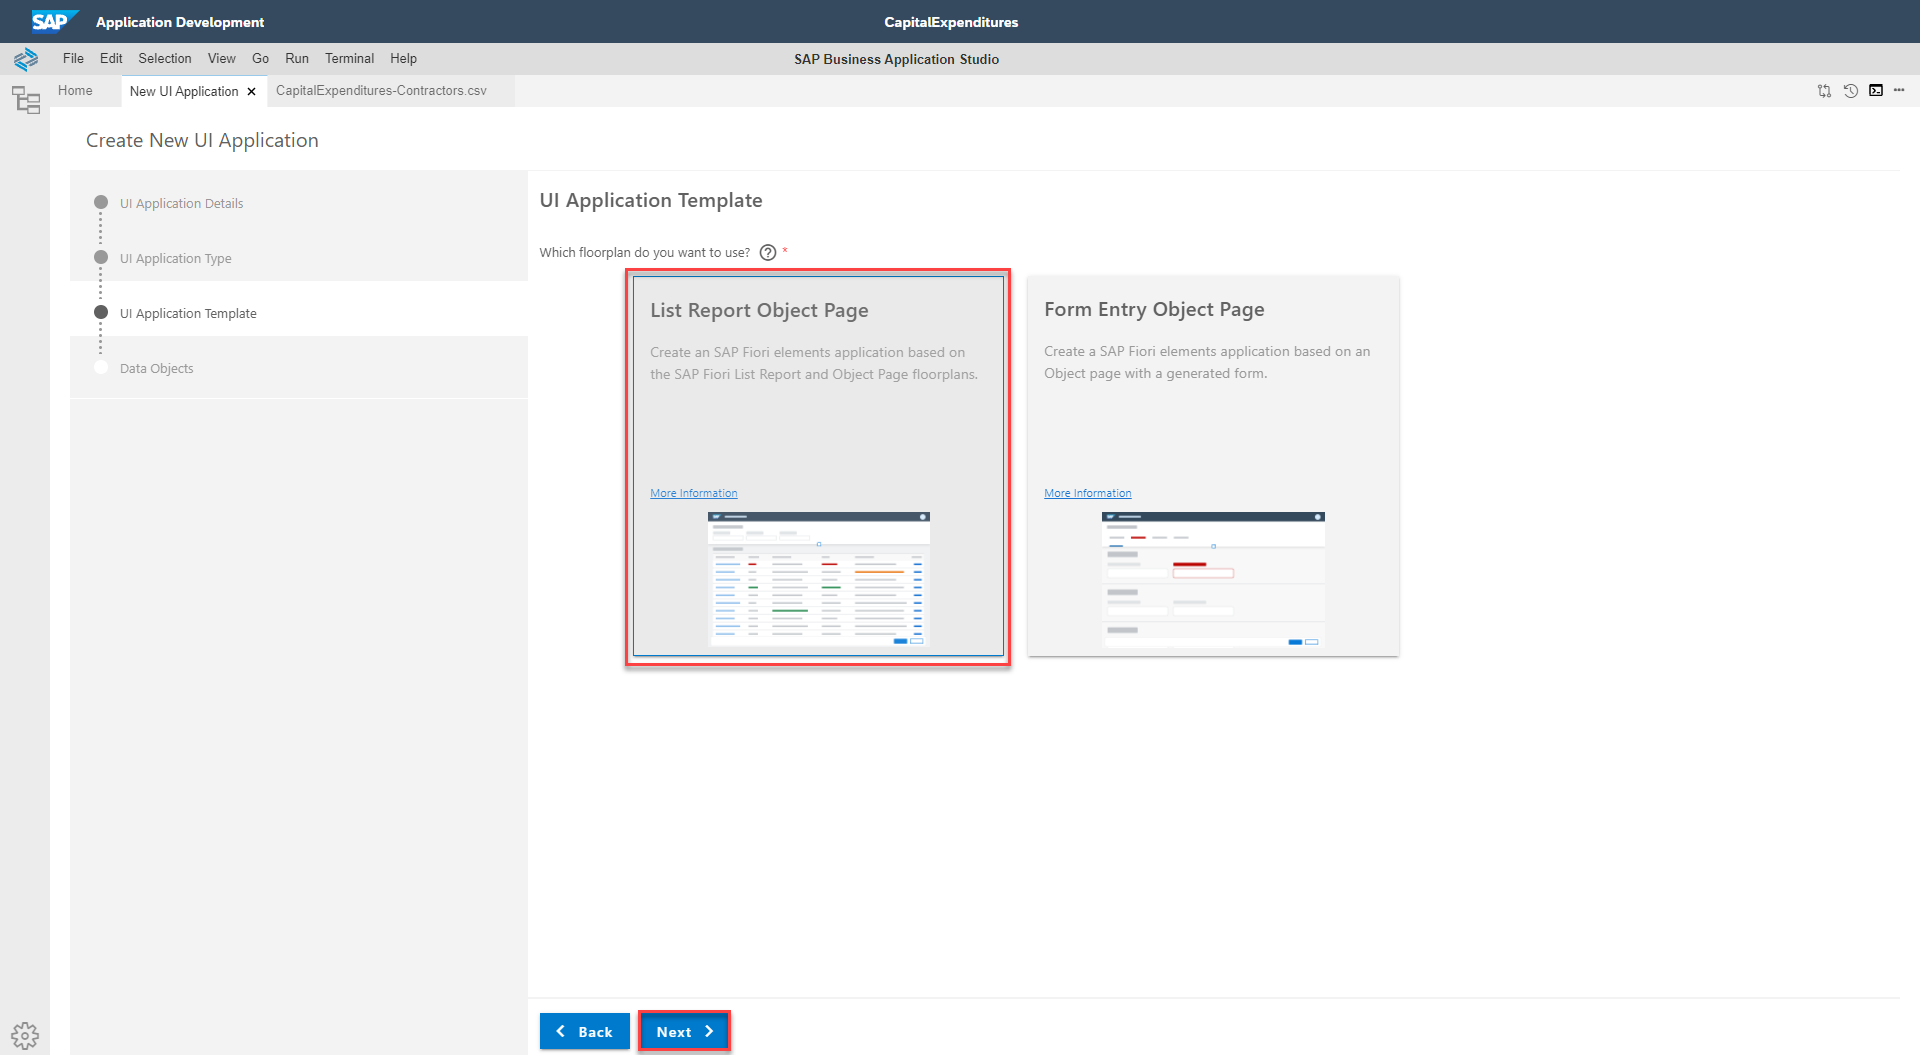 SAP Application Development
CapitalExpenditures
File Edit Selection View Go Run Terminal Help
SAP Business Application Studio
Home
New UI Application
CapitalExpenditures-Contractors.csv
Create New UI Application
UI Application Details
UI Application Type
UI Application Template
Data Objects
UI Application Template
Which floorplan do you want to use? *
List Report Object Page
Create an SAP Fiori elements application based on
the SAP Fiori List Report and Object Page floorplans.
More Information
Form Entry Object Page
Create a SAP Fiori elements application based on an
Object page with a generated form.
More Information
Back
Next